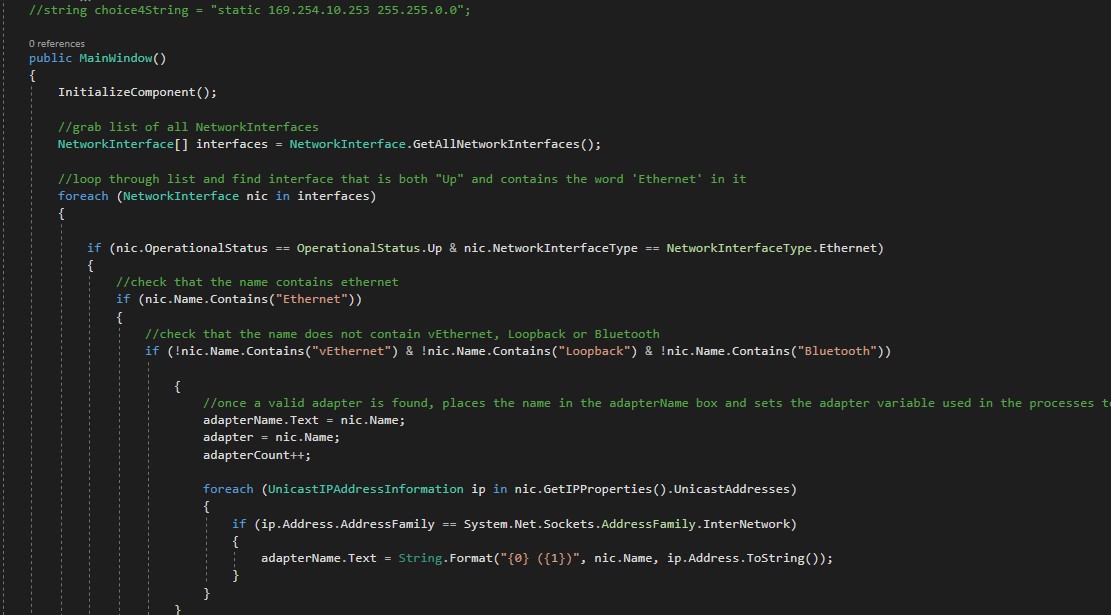 //string choice4String = "static 169.254.10.253 255.255.0.0";
0 references
public MainWindow()
{
InitializeComponent();
//grab list of all NetworkInterfaces
NetworkInterface[] interfaces = NetworkInterface.GetAllNetworkInterfaces();
//loop through list and find interface that is both "Up" and contains the word 'Ethernet' in it
foreach (NetworkInterface nic in interfaces)
{
if (nic.OperationalStatus == OperationalStatus.Up & nic.NetworkInterfaceType == NetworkInterfaceType.Ethernet)
{
//check that the name contains ethernet
if (nic.Name.Contains("Ethernet"))
{
//check that the name does not contain vEthernet, Loopback or Bluetooth
if (!nic.Name.Contains("vEthernet") & !nic.Name.Contains("Loopback") & !nic.Name.Contains("Bluetooth"))
{
//once a valid adapter is found, places the name in the adapterName box and sets the adapter variable used in the processes
adapterName.Text = nic.Name;
adapter = nic.Name;
adapterCount++;
foreach (UnicastIPAddressInformation ip in nic.GetIPProperties().UnicastAddresses)
{
if (ip.Address.AddressFamily == System.Net.Sockets.AddressFamily.InterNetwork)
{
adapterName.Text = String.Format("{0} ({1})", nic.Name, ip.Address.ToString());
}
}
}